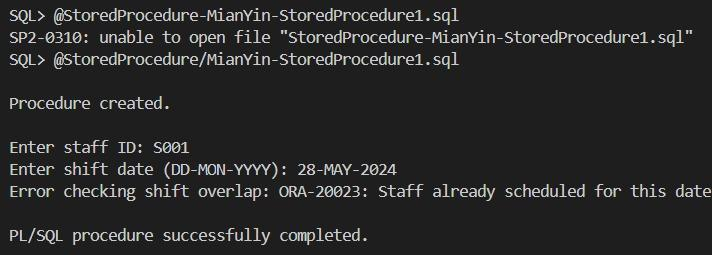 SQL> @StoredProcedure-MianYin-StoredProcedure1.sql
SP2-0310: unable to open file "StoredProcedure-MianYin-StoredProcedure1.sql"
SQL> @StoredProcedure/MianYin-StoredProcedure1.sql
Procedure created.
Enter staff ID: S001
Enter shift date (DD-MON-YYYY): 28-MAY-2024
Error checking shift overlap: ORA-20023: Staff already scheduled for this date
PL/SQL procedure successfully completed.